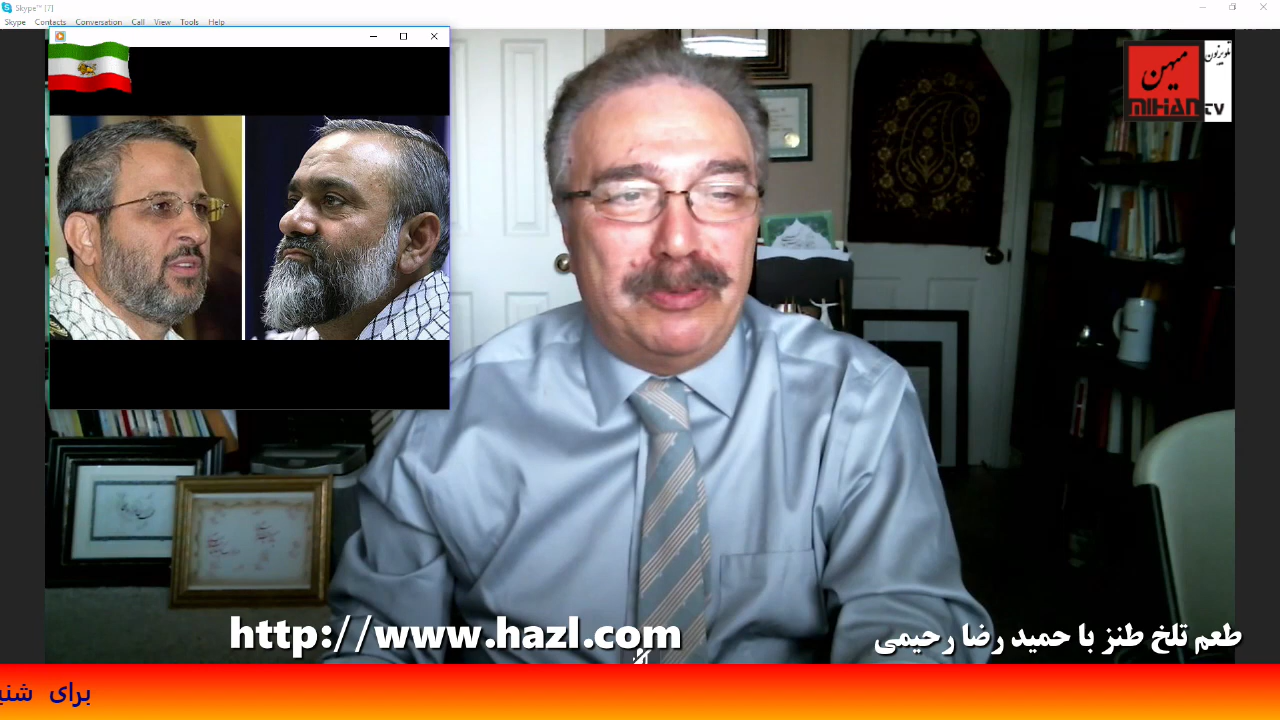 Skype™ [7]
Skype Contacts Conversation Call View Tools Help
میهن
تلویزیون
MIHAN TV
http://www.hazl.com
طعم تلخ طنز با حمید رضا رحیمی
برای